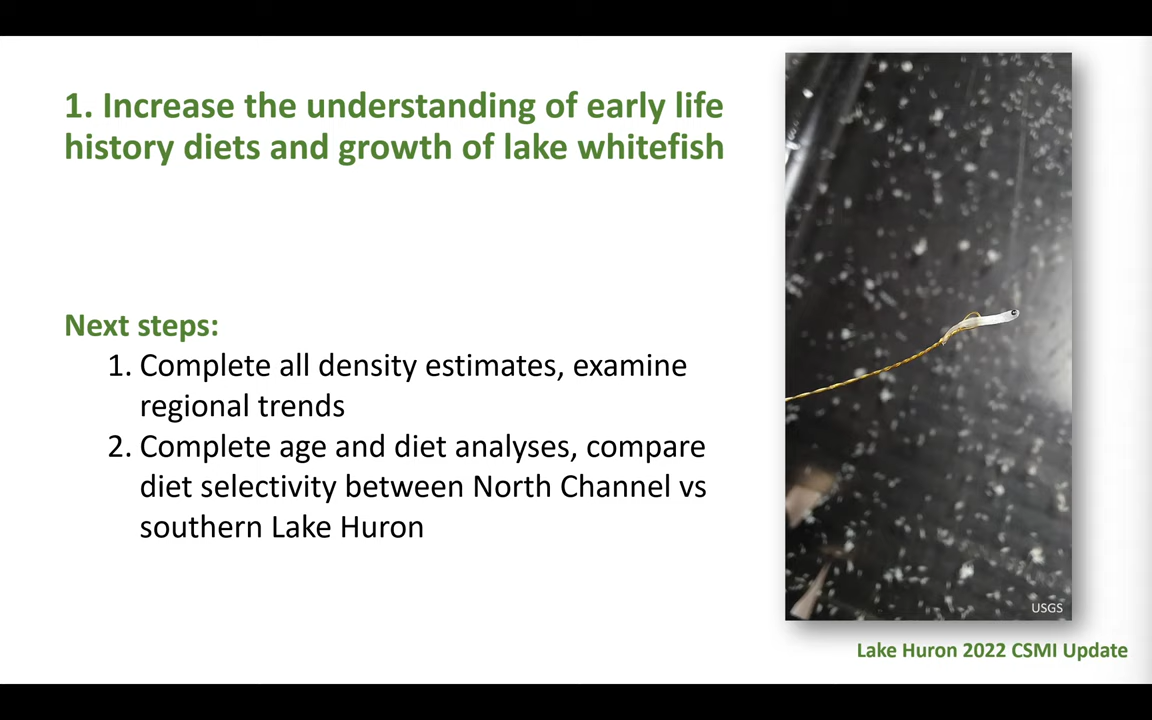 1. Increase the understanding of early life
history diets and growth of lake whitefish
Next steps:
1. Complete all density estimates, examine
regional trends
2. Complete age and diet analyses, compare
diet selectivity between North Channel vs
southern Lake Huron
USGS
Lake Huron 2022 CSMI Update